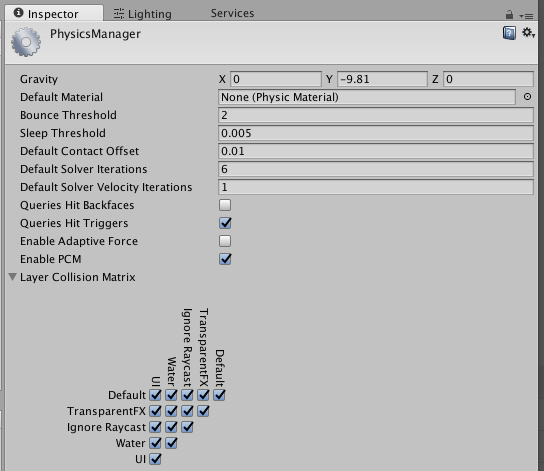 Inspector Lighting Services
PhysicsManager
Gravity X 0 Y -9.81 Z 0
Default Material None (Physic Material)
Bounce Threshold 2
Sleep Threshold 0.005
Default Contact Offset 0.01
Default Solver Iterations 6
Default Solver Velocity Iterations 1
Queries Hit Backfaces
Queries Hit Triggers
Enable Adaptive Force
Enable PCM
Layer Collision Matrix
UI
Water
Ignore Raycast
TransparentFX
Default
Default
TransparentFX
Ignore Raycast
Water
UI